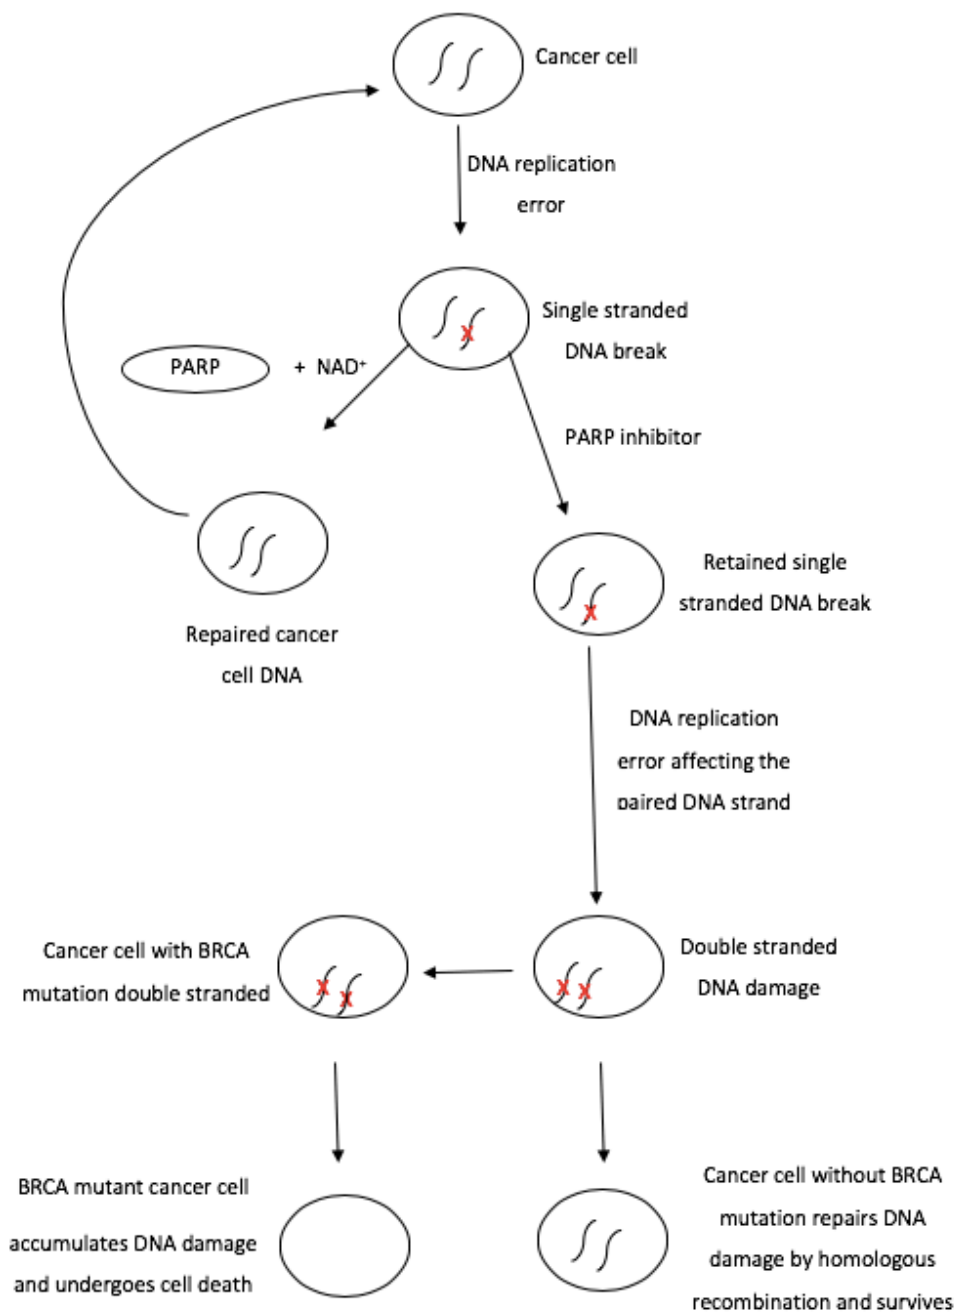 Cancer cell
DNA replication
error
Single stranded
DNA break
PARP
+ NAD⁺
PARP inhibitor
Repaired cancer
cell DNA
Retained single
stranded DNA break
DNA replication
error affecting the
paired DNA strand
Cancer cell with BRCA
mutation double stranded
Double stranded
DNA damage
BRCA mutant cancer cell
accumulates DNA damage
and undergoes cell death
Cancer cell without BRCA
mutation repairs DNA
damage by homologous
recombination and survives